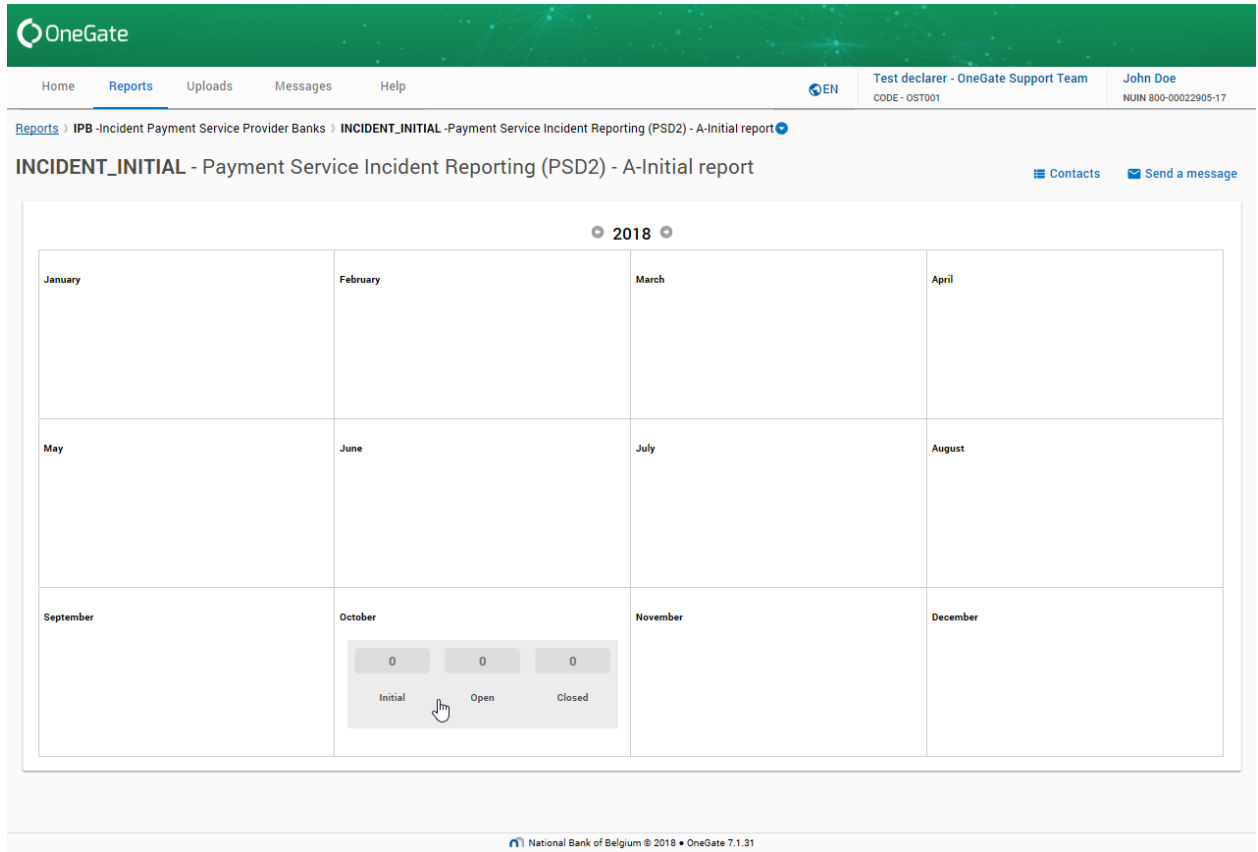 OneGate
Home Reports Uploads Messages Help EN Test declarer - OneGate Support Team John Doe
CODE - OST001 NUIN 800-00022905-17
Reports IPB -Incident Payment Service Provider Banks INCIDENT_INITIAL -Payment Service Incident Reporting (PSD2) - A-Initial report
INCIDENT_INITIAL - Payment Service Incident Reporting (PSD2) - A-Initial report
Contacts Send a message
2018
January February March April
May June July August
September October November December
0 0 0
Initial Open Closed
National Bank of Belgium © 2018 • OneGate 7.1.31